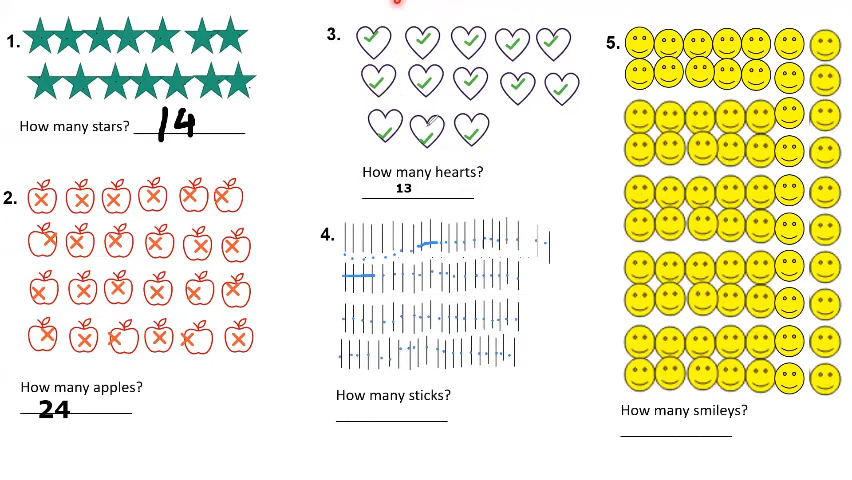 1.
How many stars? 14
2.
How many apples?
24
3.
How many hearts?
13
4.
How many sticks?
5.
How many smileys?